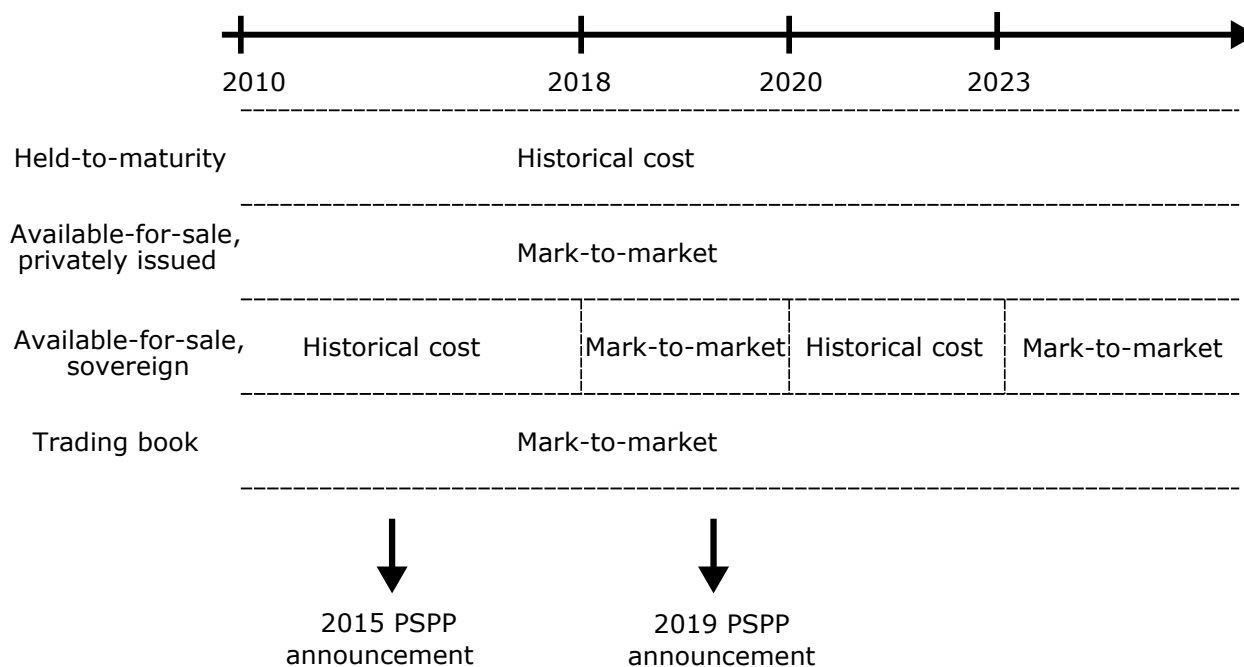 2010 2018 2020 2023
Held-to-maturity Historical cost
Available-for-sale,
privately issued Mark-to-market
Available-for-sale,
sovereign Historical cost Mark-to-market Historical cost Mark-to-market
Trading book Mark-to-market
2015 PSPP
announcement
2019 PSPP
announcement